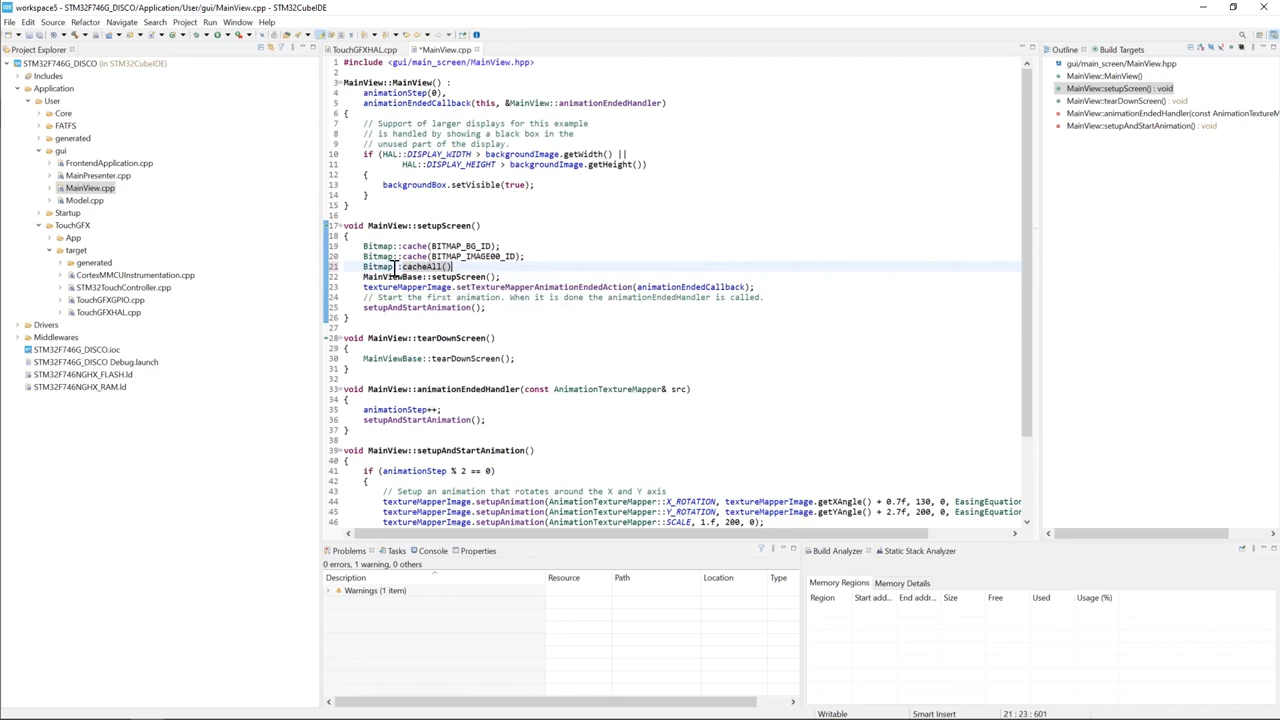 workspace5 - STM32F746G_DISCO/Application/User/gui/MainView.cpp - STM32CubeIDE
File Edit Source Refactor Navigate Search Project Run Window Help
Project Explorer
STM32F746G_DISCO (in STM32CubeIDE)
Includes
Application
User
Core
FATFS
generated
gui
FrontendApplication.cpp
MainPresenter.cpp
MainView.cpp
Model.cpp
Startup
TouchGFX
App
target
generated
CortexMMCUInstrumentation.cpp
STM32TouchController.cpp
TouchGFXGPIO.cpp
TouchGFXHAL.cpp
Drivers
Middlewares
STM32F746G_DISCO.ioc
STM32F746G_DISCO Debug.launch
STM32F746NGHX_FLASH.ld
STM32F746NGHX_RAM.ld
TouchGFXHAL.cpp *MainView.cpp
1 #include <gui/main_screen/MainView.hpp>
2
3 MainView::MainView() :
4 animationStep(0),
5 animationEndedCallback(this, &MainView::animationEndedHandler)
6 {
7 // Support of larger displays for this example
8 // is handled by showing a black box in the
9 // unused part of the display.
10 if (HAL::DISPLAY_WIDTH > backgroundImage.getWidth() ||
11 HAL::DISPLAY_HEIGHT > backgroundImage.getHeight())
12 {
13 backgroundBox.setVisible(true);
14 }
15 }
16
17 void MainView::setupScreen()
18 {
19 Bitmap::cache(BITMAP_BG_ID);
20 Bitmap::cache(BITMAP_IMAGE00_ID);
21 Bitmap::cacheAll()
22 MainViewBase::setupScreen();
23 textureMapperImage.setTextureMapperAnimationEndedAction(animationEndedCallback);
24 // Start the first animation. When it is done the animationEndedHandler is called.
25 setupAndStartAnimation();
26 }
27
28 void MainView::tearDownScreen()
29 {
30 MainViewBase::tearDownScreen();
31 }
32
33 void MainView::animationEndedHandler(const AnimationTextureMapper& src)
34 {
35 animationStep++;
36 setupAndStartAnimation();
37 }
38
39 void MainView::setupAndStartAnimation()
40 {
41 if (animationStep % 2 == 0)
42 {
43 // Setup an animation that rotates around the X and Y axis
44 textureMapperImage.setupAnimation(AnimationTextureMapper::X_ROTATION, textureMapperImage.getXAngle() + 0.7f, 130, 0, EasingEquation
45 textureMapperImage.setupAnimation(AnimationTextureMapper::Y_ROTATION, textureMapperImage.getYAngle() + 2.7f, 200, 0, EasingEquation
46 textureMapperImage.setupAnimation(AnimationTextureMapper::SCALE, 1.f, 200, 0);
Outline Build Targets
gui/main_screen/MainView.hpp
MainView::MainView()
MainView::setupScreen() : void
MainView::tearDownScreen() : void
MainView::animationEndedHandler(const AnimationTextureM
MainView::setupAndStartAnimation() : void
Problems Tasks Console Properties
0 errors, 1 warning, 0 others
Description Resource Path Location Type
Warnings (1 item)
Build Analyzer Static Stack Analyzer
Memory Regions Memory Details
Region Start add... End addr... Size Free Used Usage (%)
Writable Smart Insert 21 : 23 : 601